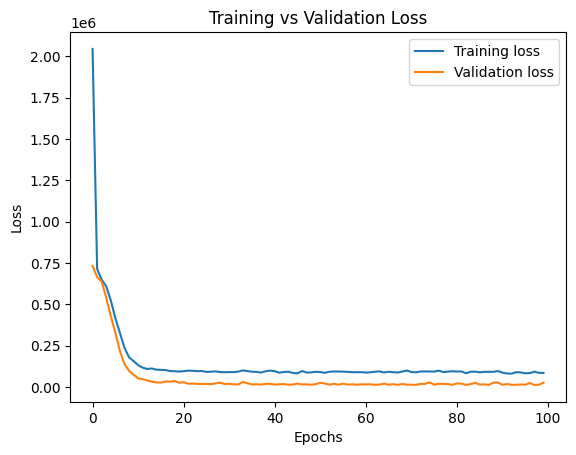 Training vs Validation Loss
1e6
Training loss
Validation loss
2.00
1.75
1.50
1.25
1.00
0.75
0.50
0.25
0.00
Loss
0 20 40 60 80 100
Epochs